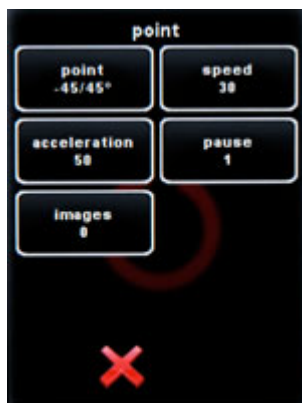 point
point
-45/45°
speed
30
acceleration
50
pause
1
images
0